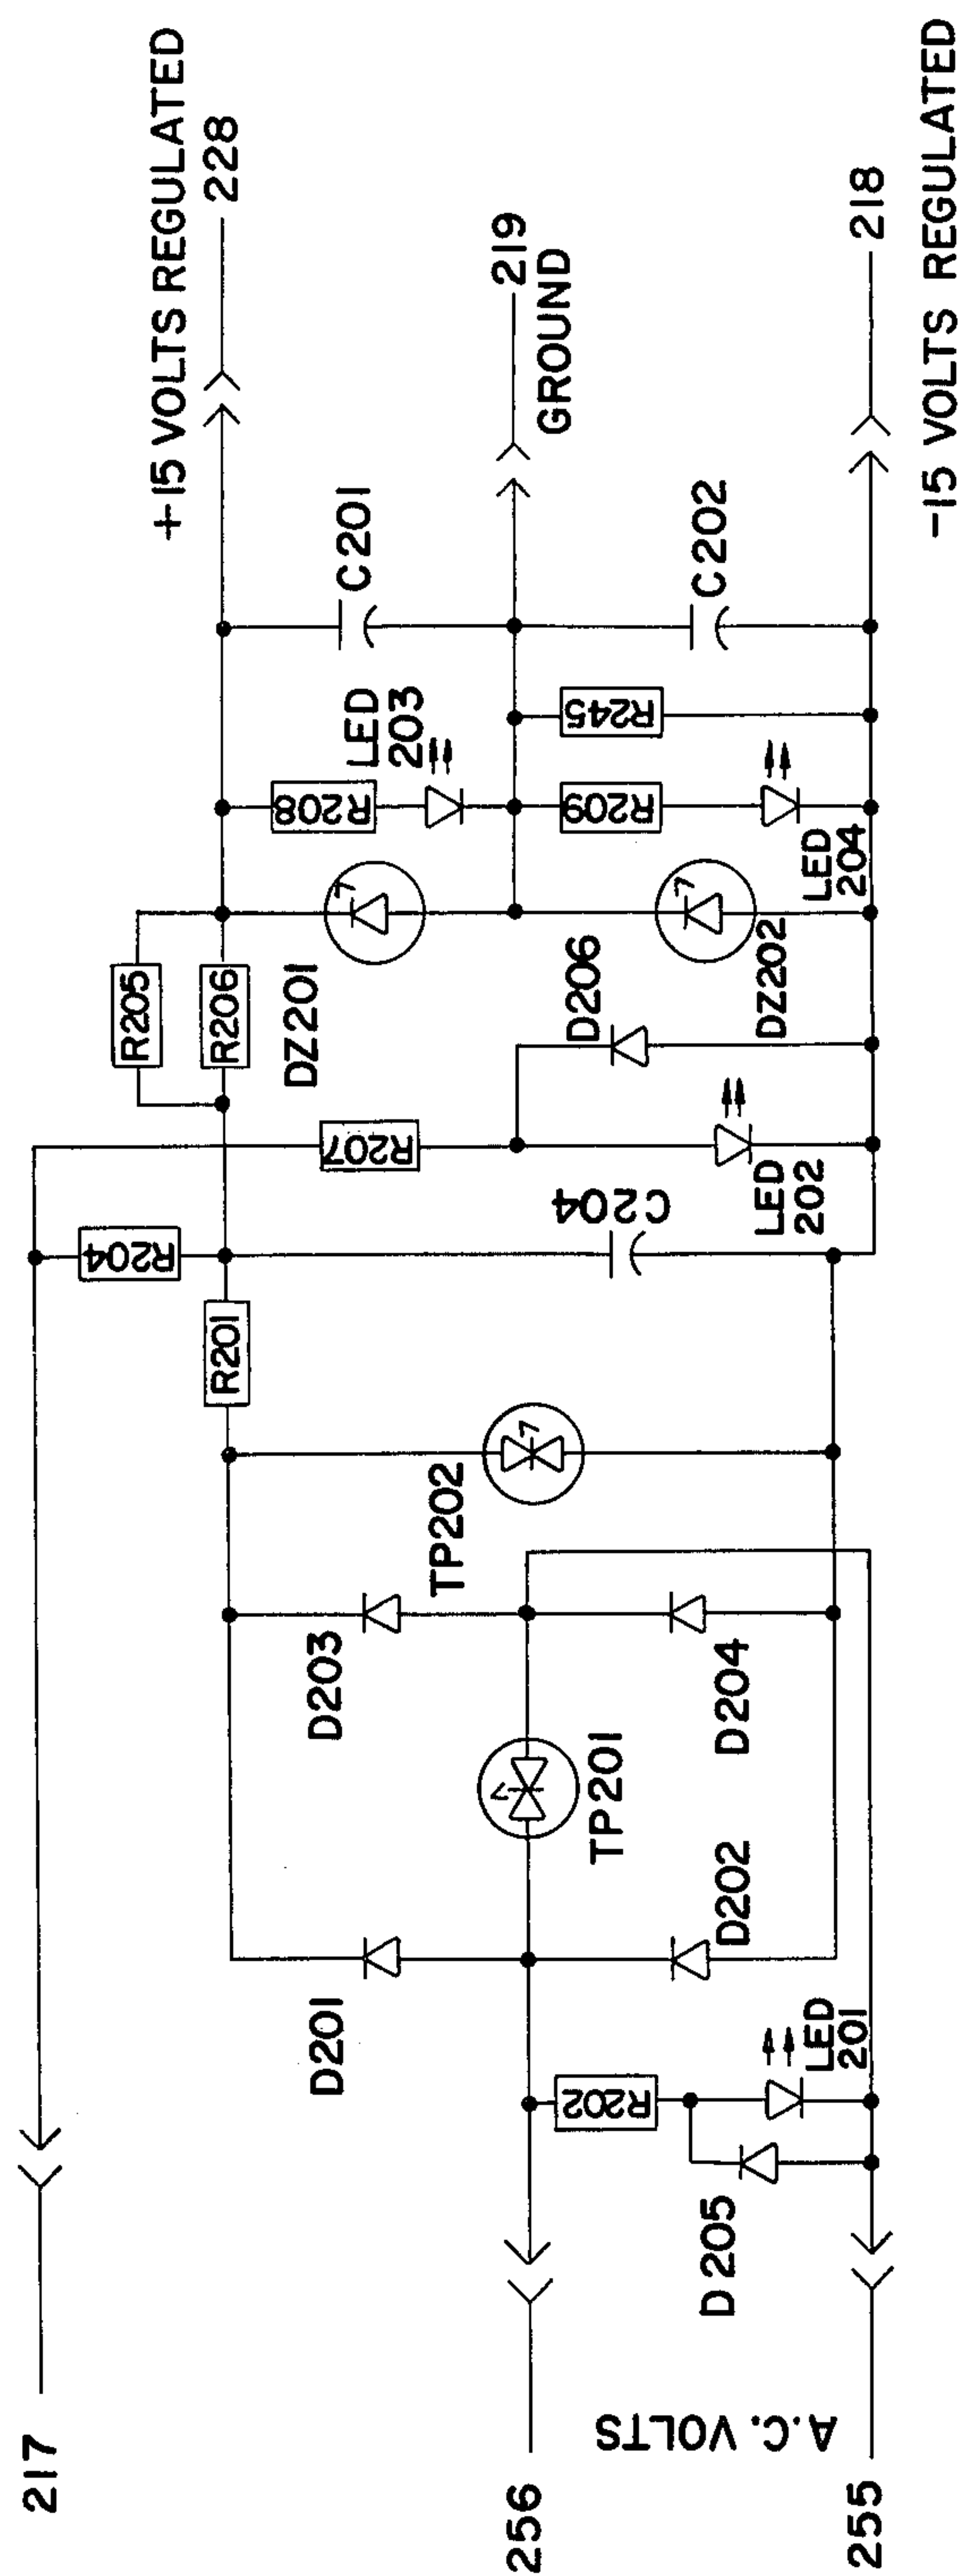 217
256
A.C. VOLTS
255
R202
D205
LED
201
D201
D202
TP201
D203
D204
TP202
R201
R204
C204
R207
LED
202
R205
R206
D206
DZ201
DZ202
R208
LED
203
R209
LED
204
R245
C201
C202
+15 VOLTS REGULATED
228
219
GROUND
218
-15 VOLTS REGULATED